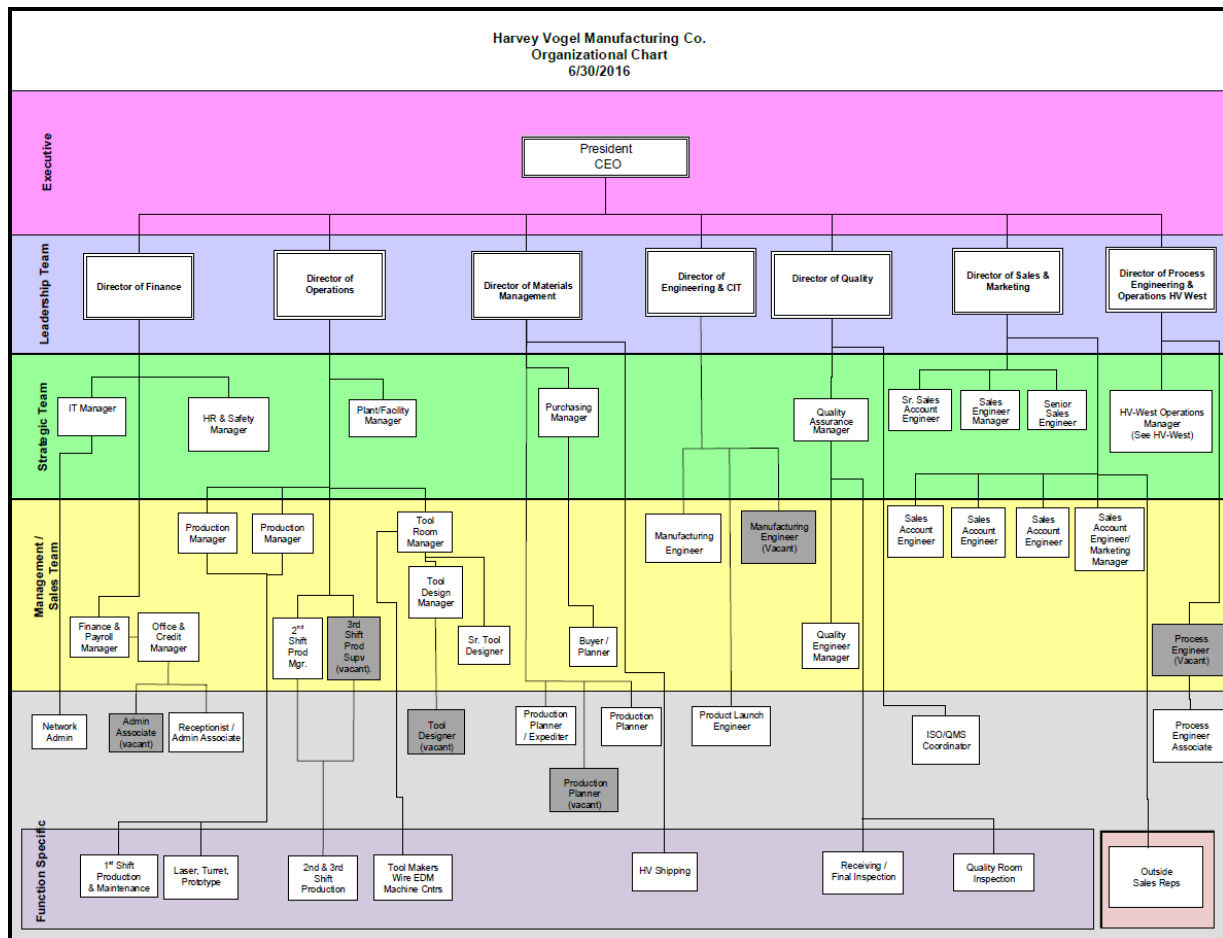 Harvey Vogel Manufacturing Co.
Organizational Chart
6/30/2016
Executive
President
CEO
Leadership Team
Director of Finance
Director of
Operations
Director of Materials
Management
Director of
Engineering & CIT
Director of Quality
Director of Sales &
Marketing
Director of Process
Engineering &
Operations HV West
Strategic Team
IT Manager
HR & Safety
Manager
Plant/Facility
Manager
Purchasing
Manager
Quality
Assurance
Manager
Sr. Sales
Account
Engineer
Sales
Engineer
Manager
Senior
Sales
Engineer
HV-West Operations
Manager
(See HV-West)
Management /
Sales Team
Production
Manager
Production
Manager
Tool
Room
Manager
Manufacturing
Engineer
Manufacturing
Engineer
(Vacant)
Sales
Account
Engineer
Sales
Account
Engineer
Sales
Account
Engineer
Sales
Account
Engineer/
Marketing
Manager
Tool
Design
Manager
Finance &
Payroll
Manager
Office &
Credit
Manager
2nd
Shift
Prod
Mgr.
3rd
Shift
Prod
Supv
(vacant).
Sr. Tool
Designer
Buyer /
Planner
Quality
Engineer
Manager
Process
Engineer
(Vacant)
Function Specific
Network
Admin
Admin
Associate
(vacant)
Receptionist /
Admin Associate
Tool
Designer
(vacant)
Production
Planner
/ Expediter
Production
Planner
Product Launch
Engineer
ISO/QMS
Coordinator
Process
Engineer
Associate
Production
Planner
(vacant)
1st Shift
Production
& Maintenance
Laser, Turret,
Prototype
2nd & 3rd
Shift
Production
Tool Makers
Wire EDM
Machine Cntrs
HV Shipping
Receiving /
Final Inspection
Quality Room
Inspection
Outside
Sales Reps